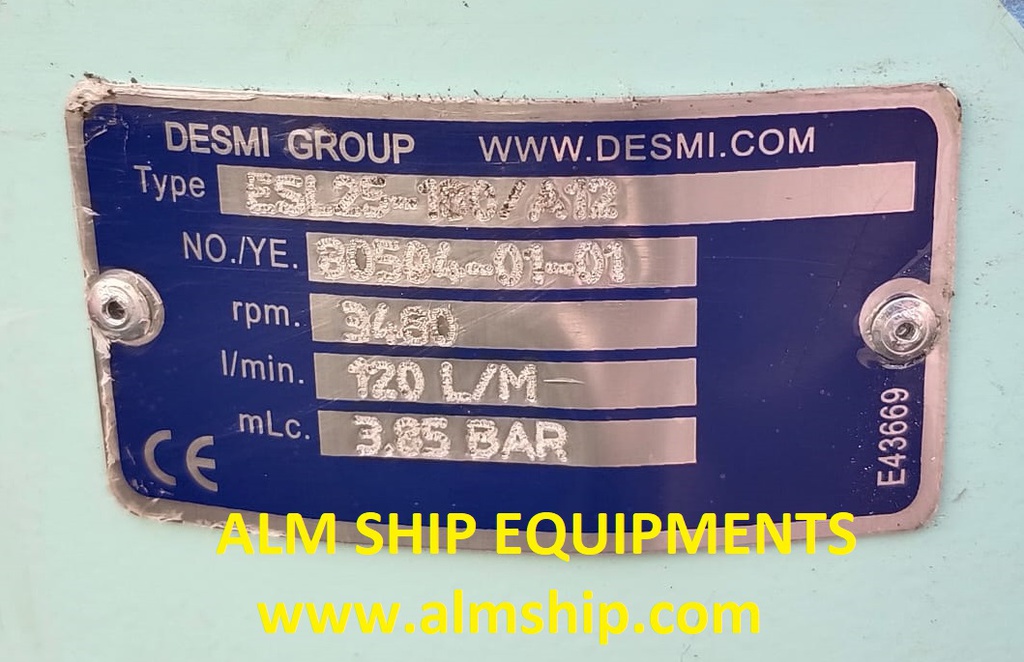 DESMI GROUP WWW.DESMI.COM
Type ESL25-160/A12
NO./YE. 80504-01-01
rpm. 3480
l/min. 120 L/M-
mLc. 3.85 BAR
CE
E43669
ALM SHIP EQUIPMENTS
www.almship.com